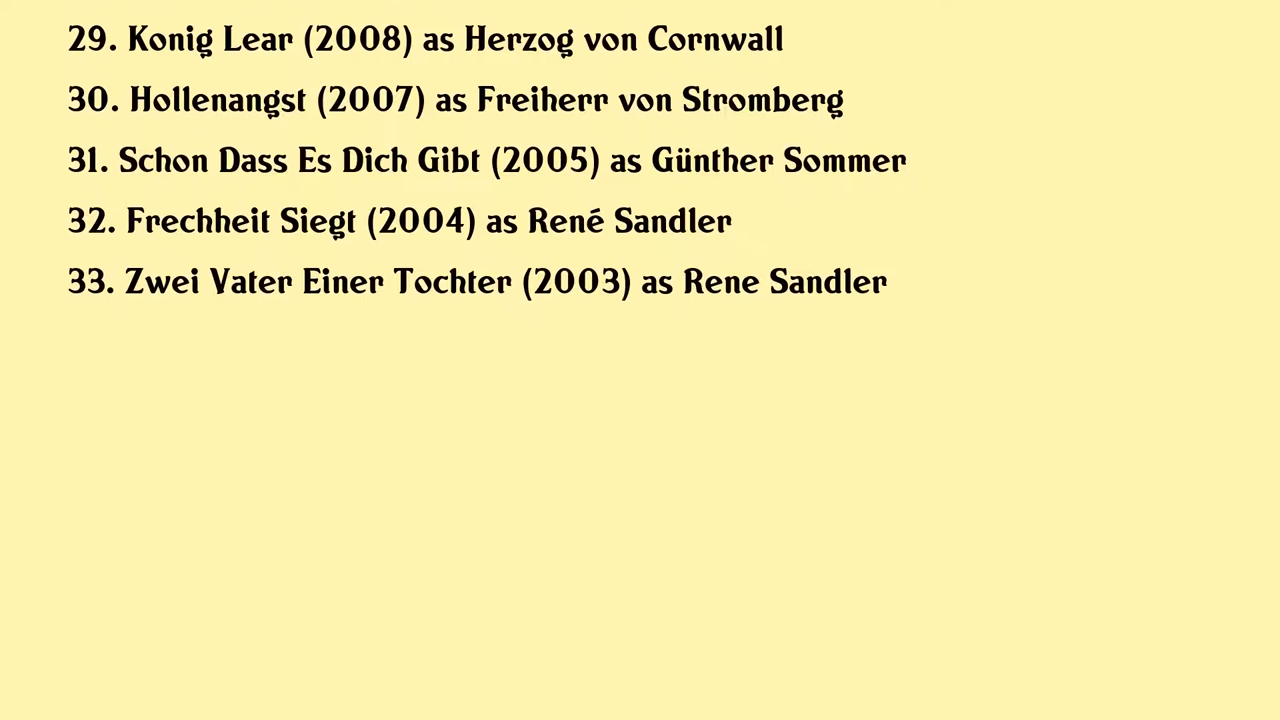 29. Konig Lear (2008) as Herzog von Cornwall
30. Hollenangst (2007) as Freiherr von Stromberg
31. Schon Dass Es Dich Gibt (2005) as Günther Sommer
32. Frechheit Siegt (2004) as René Sandler
33. Zwei Vater Einer Tochter (2003) as Rene Sandler